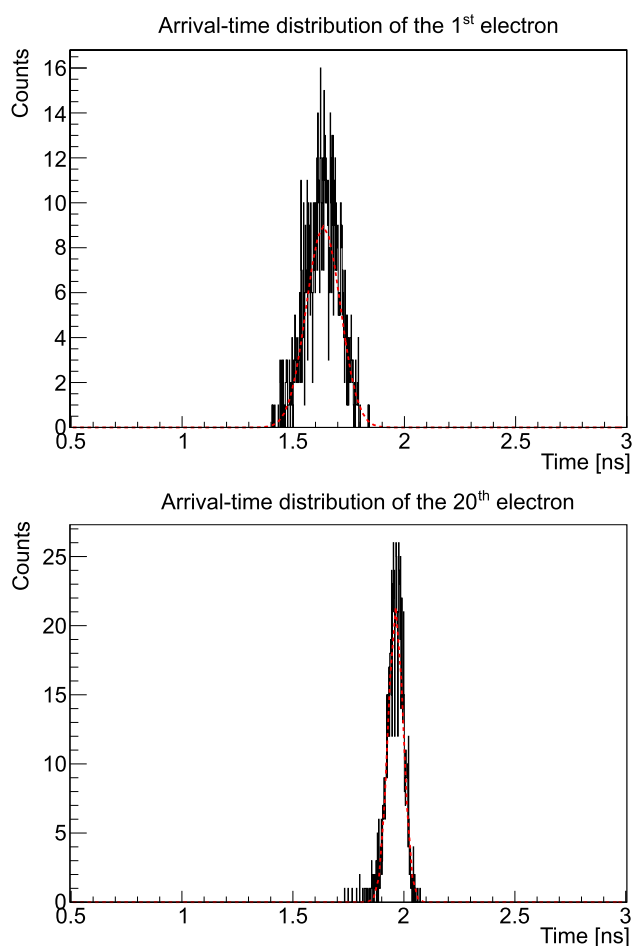 Arrival-time distribution of the 1st electron
Counts
16
14
12
10
8
6
4
2
0
0.5 1 1.5 2 2.5 3
Time [ns]
Arrival-time distribution of the 20th electron
Counts
25
20
15
10
5
0
0.5 1 1.5 2 2.5 3
Time [ns]